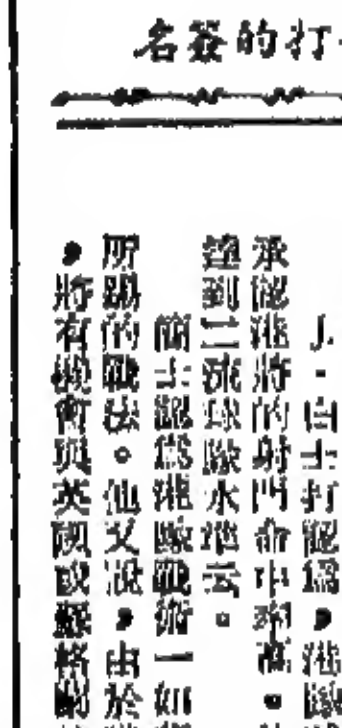 名簽的打
丁‧白士打認爲,港
承認港將的射門命中率高。
達到二流球隊水準云。
簡士認爲港隊戰術一如
所踢的戰法。他又說,由於
,將有機會與英國或蘇格蘭